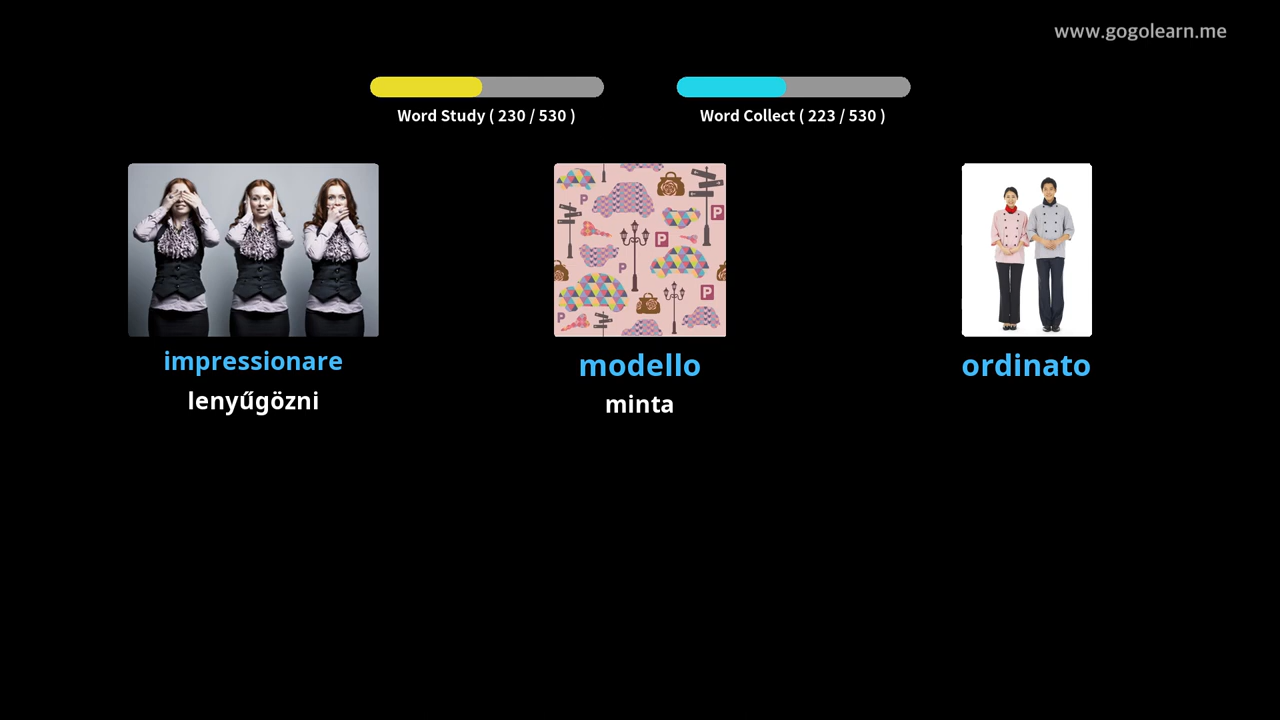 www.gogolearn.me
Word Study ( 230 / 530 )
Word Collect ( 223 / 530 )
impressionare
lenyűgözni
modello
minta
ordinato